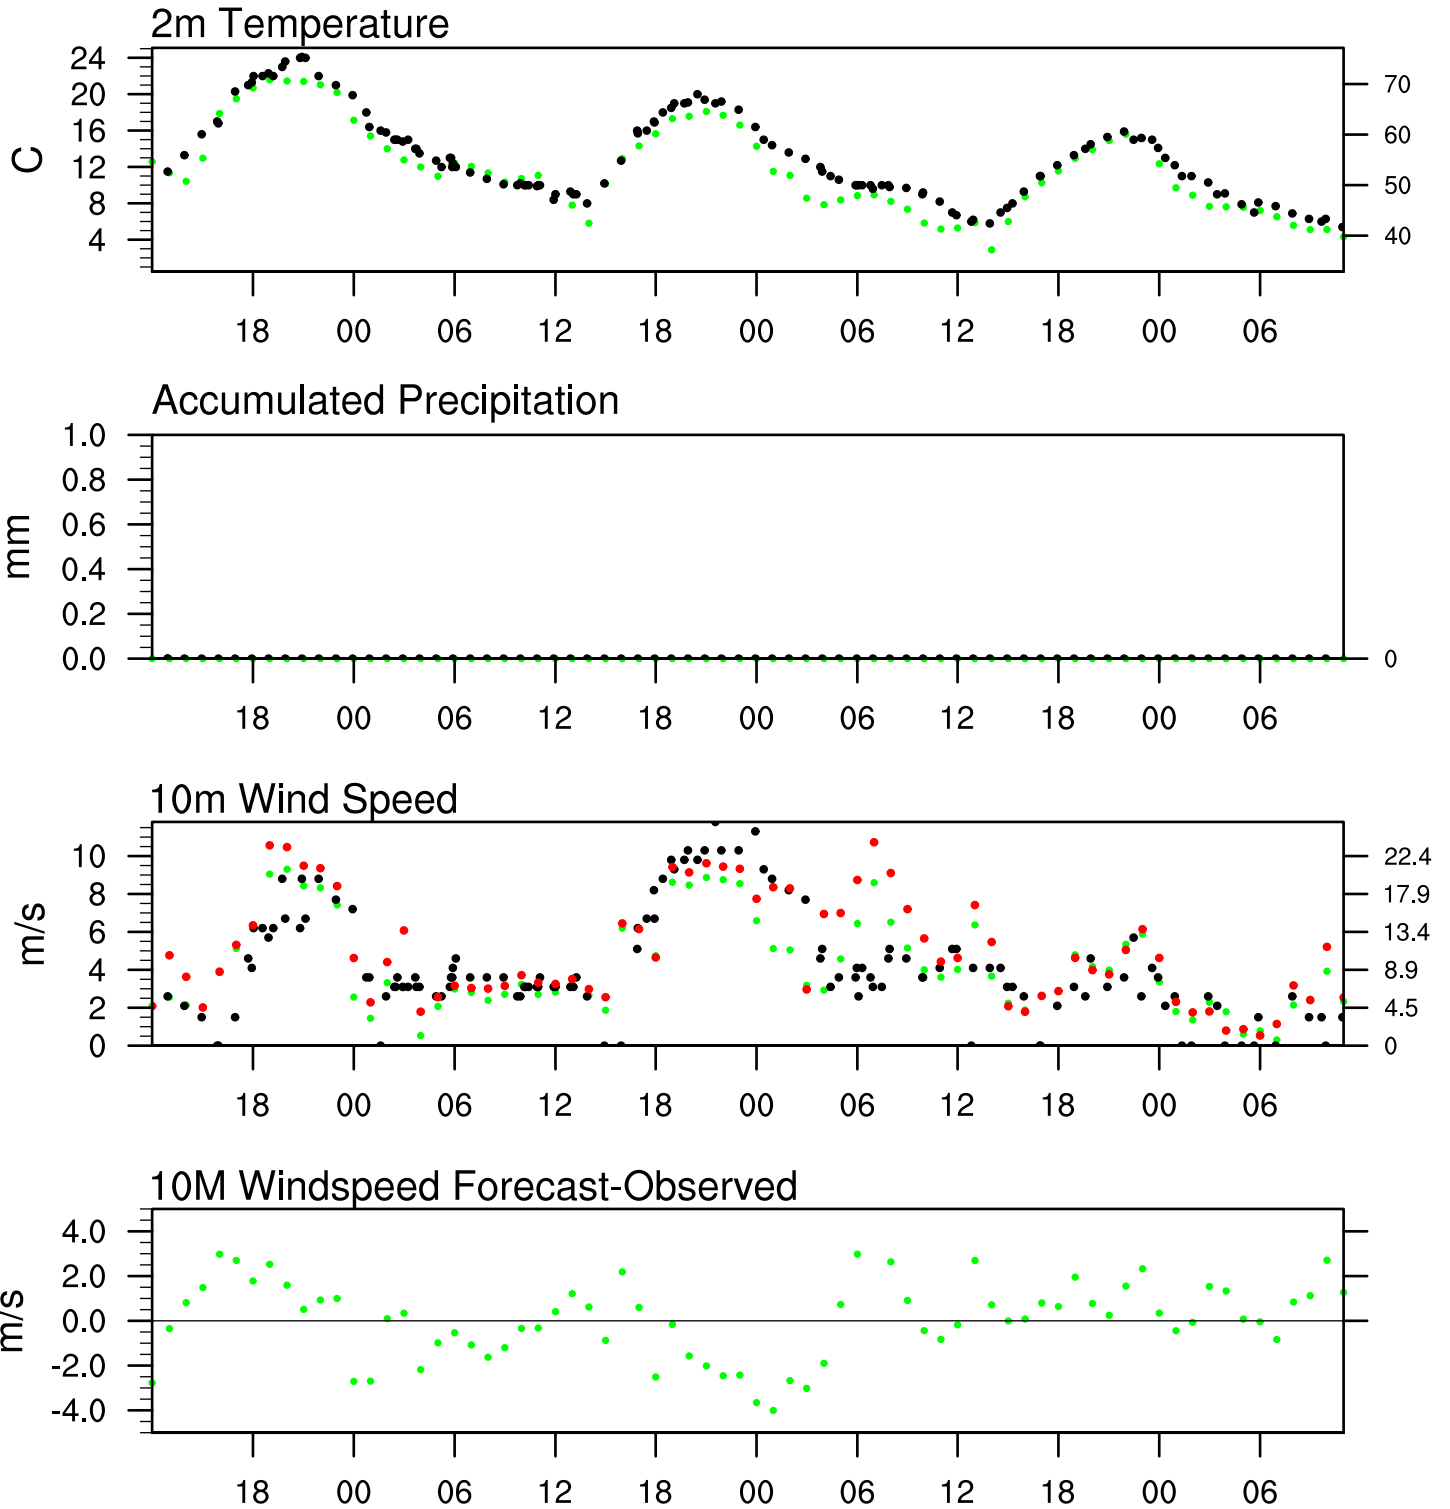 2m Temperature
C
24
20
16
12
8
4
70
60
50
40
18 00 06 12 18 00 06 12 18 00 06
Accumulated Precipitation
mm
1.0
0.8
0.6
0.4
0.2
0.0
0
18 00 06 12 18 00 06 12 18 00 06
10m Wind Speed
m/s
10
8
6
4
2
0
22.4
17.9
13.4
8.9
4.5
0
18 00 06 12 18 00 06 12 18 00 06
10M Windspeed Forecast-Observed
m/s
4.0
2.0
0.0
-2.0
-4.0
18 00 06 12 18 00 06 12 18 00 06